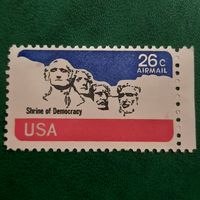 26c
AIRMAIL
Shrine of Democracy
USA